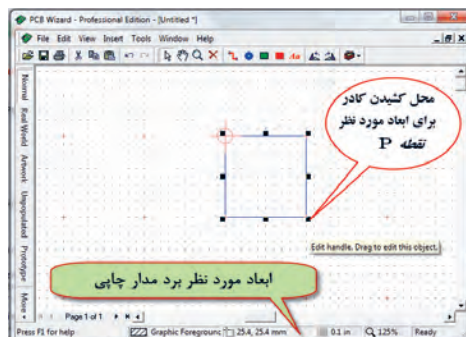 PCB Wizard - Professional Edition - [Untitled *]
File Edit View Insert Tools Window Help
Normal
Real World
Artwork
Unpopulated
Prototype
More
محل کشیدن کادر
برای ابعاد مورد نظر
نقطه P
Edit handle. Drag to edit this object.
ابعاد مورد نظر برد مدار چاپی
Page 1 of 1
Press F1 for help
Graphic Foreground
25.4, 25.4 mm
0.1 in
125%
Ready